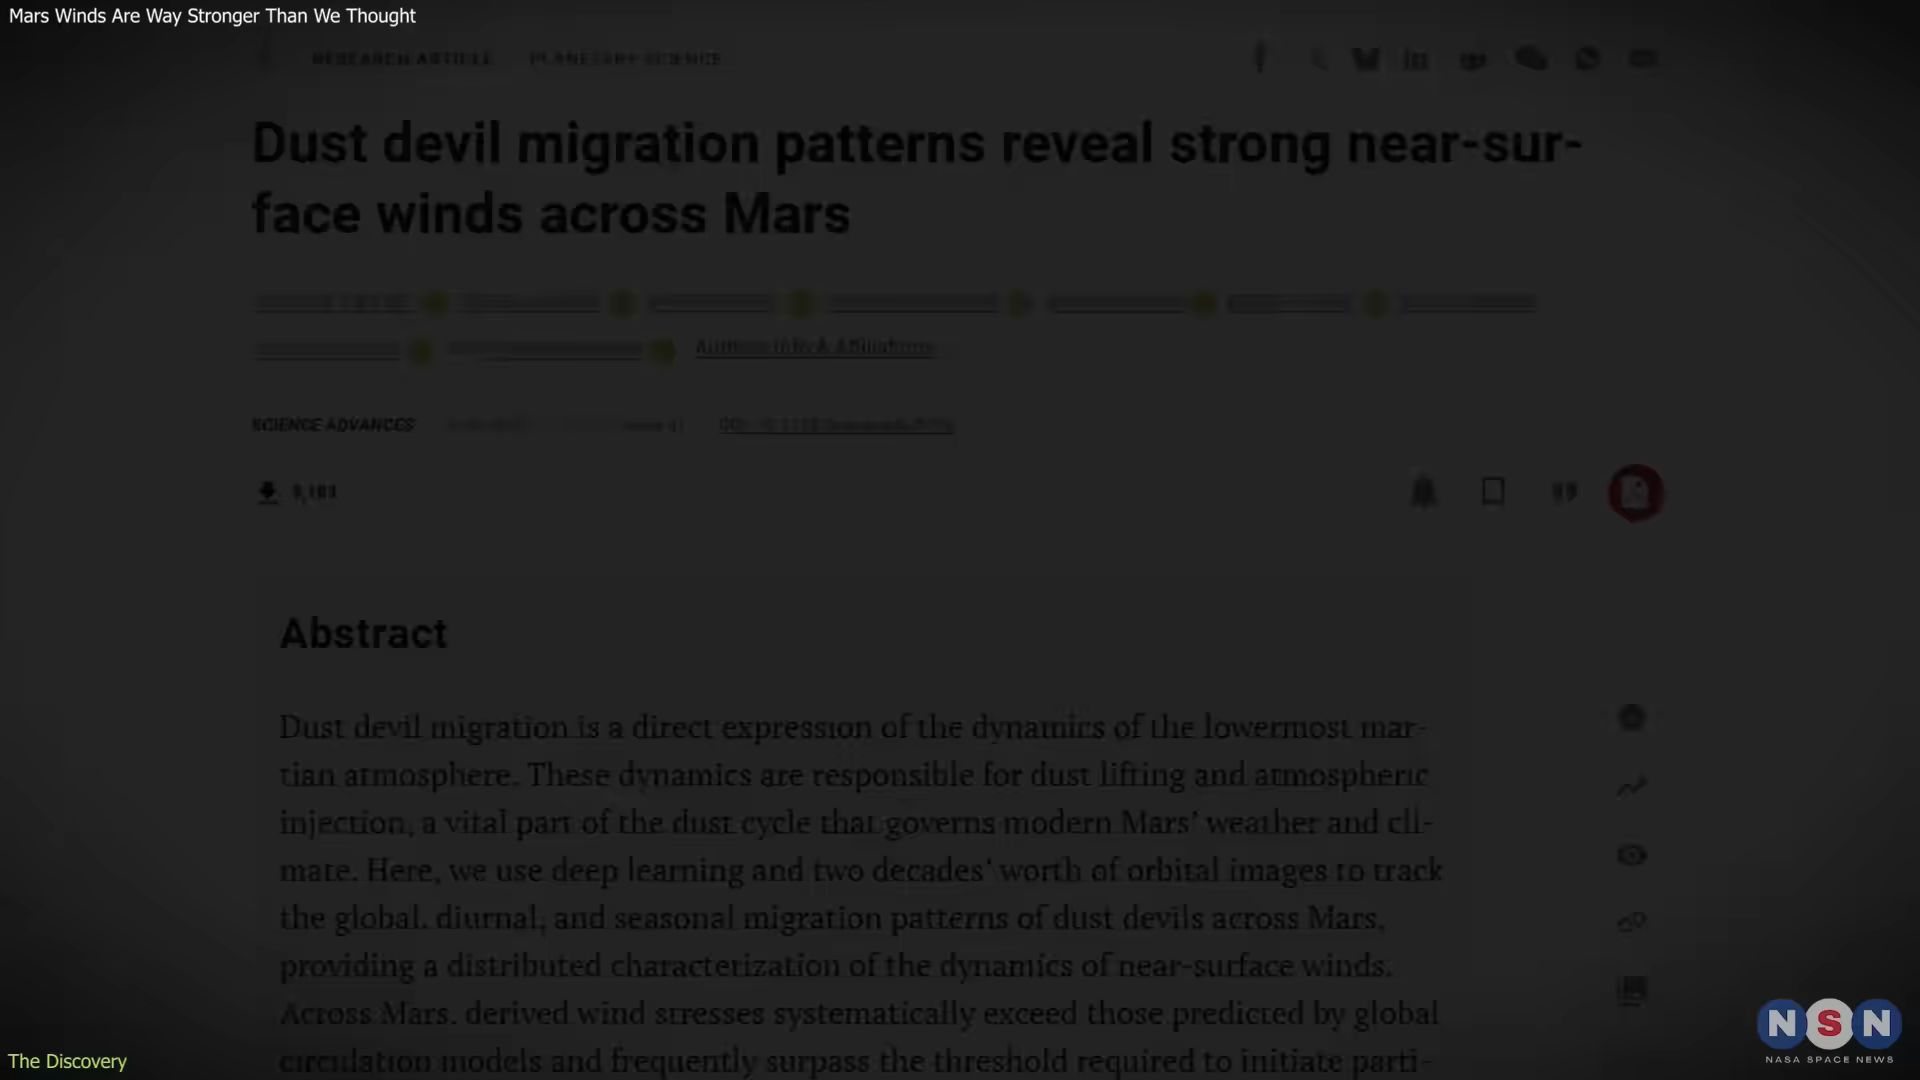 Mars Winds Are Way Stronger Than We Thought
RESEARCH ARTICLE PLANETARY SCIENCE
Dust devil migration patterns reveal strong near-sur-
face winds across Mars
SCIENCE ADVANCES
Abstract
Dust devil migration is a direct expression of the dynamics of the lowermost mar-
tian atmosphere. These dynamics are responsible for dust lifting and atmospheric
injection, a vital part of the dust cycle that governs modern Mars' weather and cli-
mate. Here, we use deep learning and two decades' worth of orbital images to track
the global, diurnal, and seasonal migration patterns of dust devils across Mars,
providing a distributed characterization of the dynamics of near-surface winds.
Across Mars, derived wind stresses systematically exceed those predicted by global
circulation models and frequently surpass the threshold required to initiate parti-
The Discovery
NSN
NASA SPACE NEWS